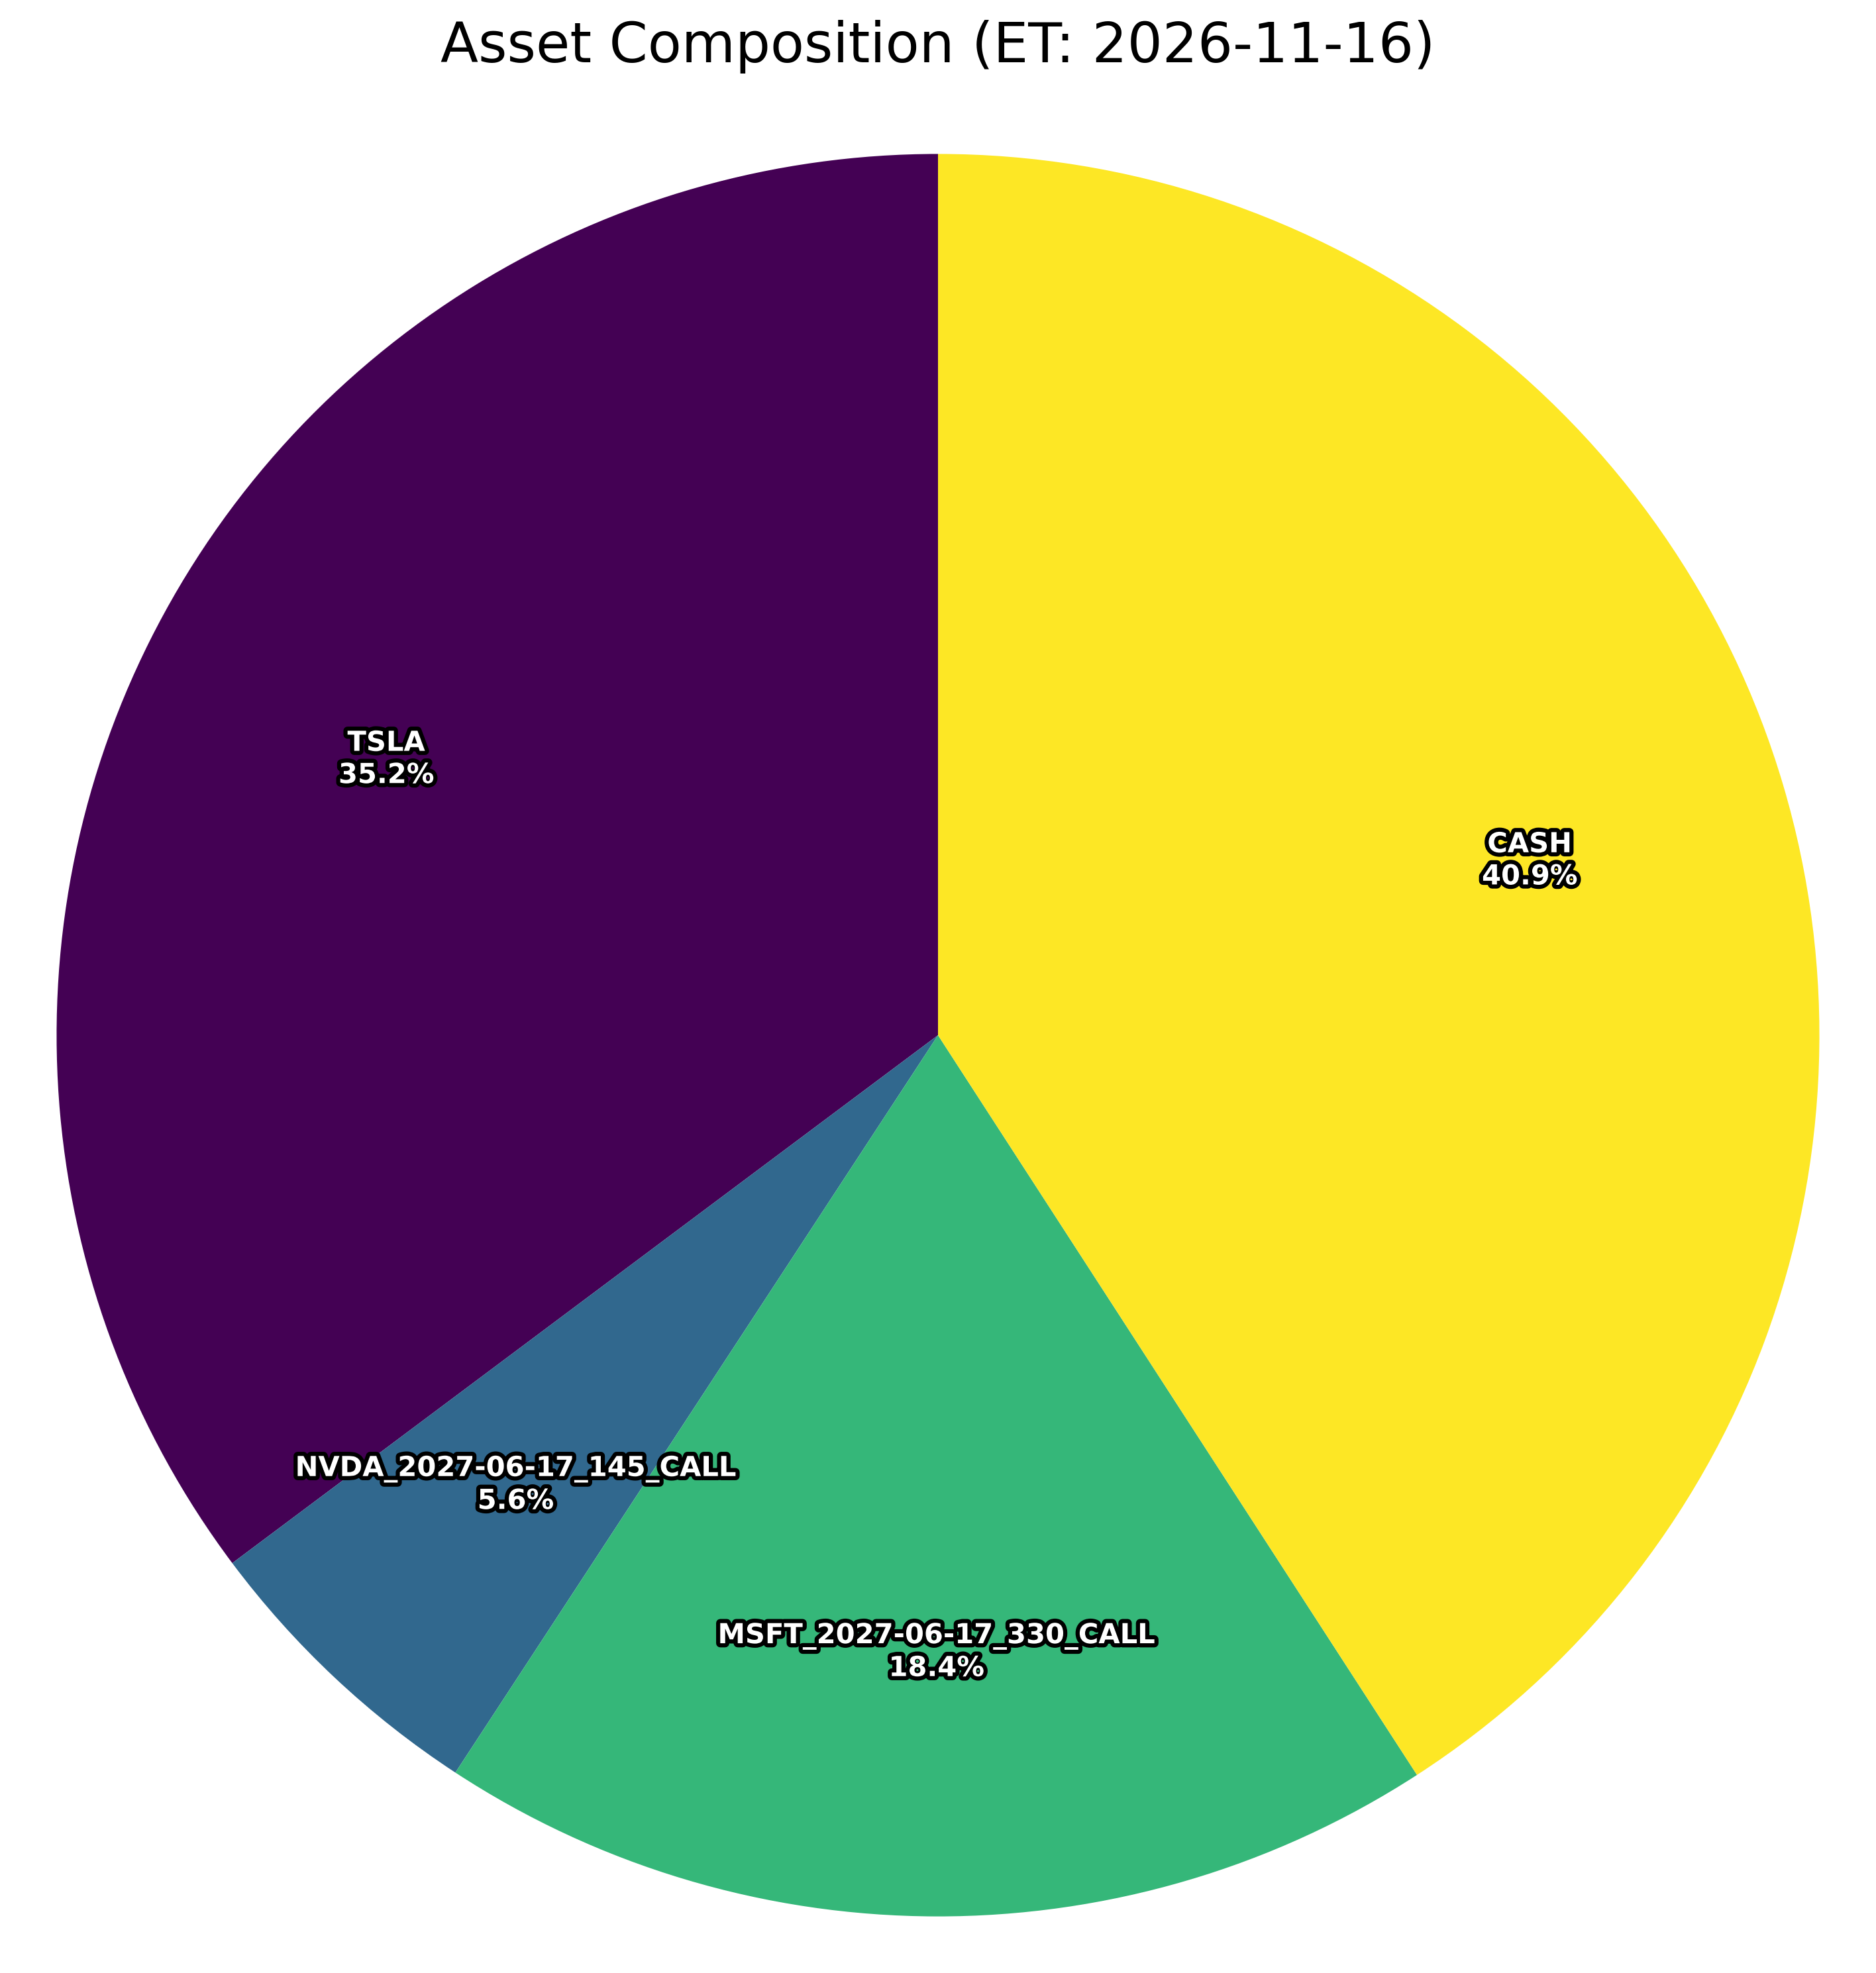 Asset Composition (ET: 2026-11-16)
TSLA
35.2%
CASH
40.9%
NVDA_2027-06-17_145_CALL
5.6%
MSFT_2027-06-17_330_CALL
18.4%